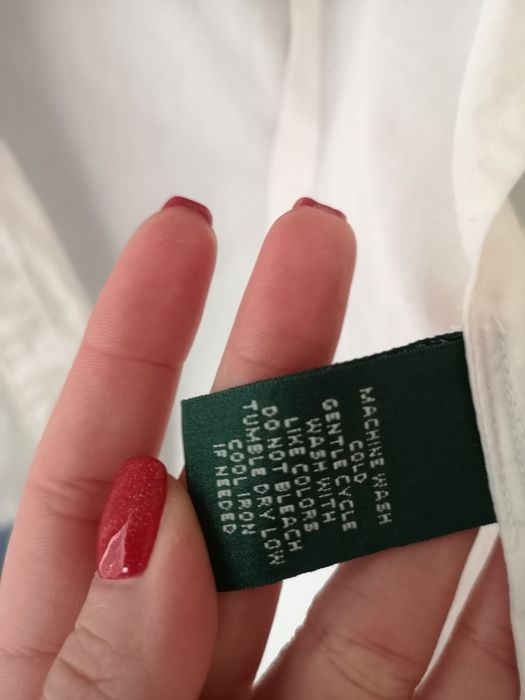 MACHINE WASH
COLD
GENTLE CYCLE
WASH WITH
LIKE COLORS
DO NOT BLEACH
TUMBLE DRY LOW
COOL IRON
IF NEEDED